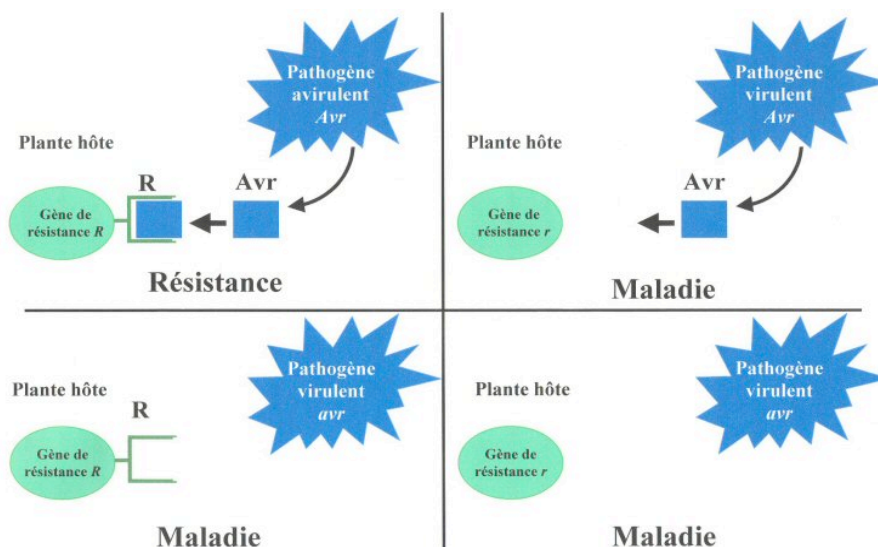 Pathogène
avirulent
Avr
Plante hôte
R
Avr
Gène de
résistance R
Résistance
Pathogène
virulent
Avr
Plante hôte
Avr
Gène de
résistance r
Maladie
Pathogène
virulent
avr
Plante hôte
R
Gène de
résistance R
Maladie
Pathogène
virulent
avr
Plante hôte
Gène de
résistance r
Maladie